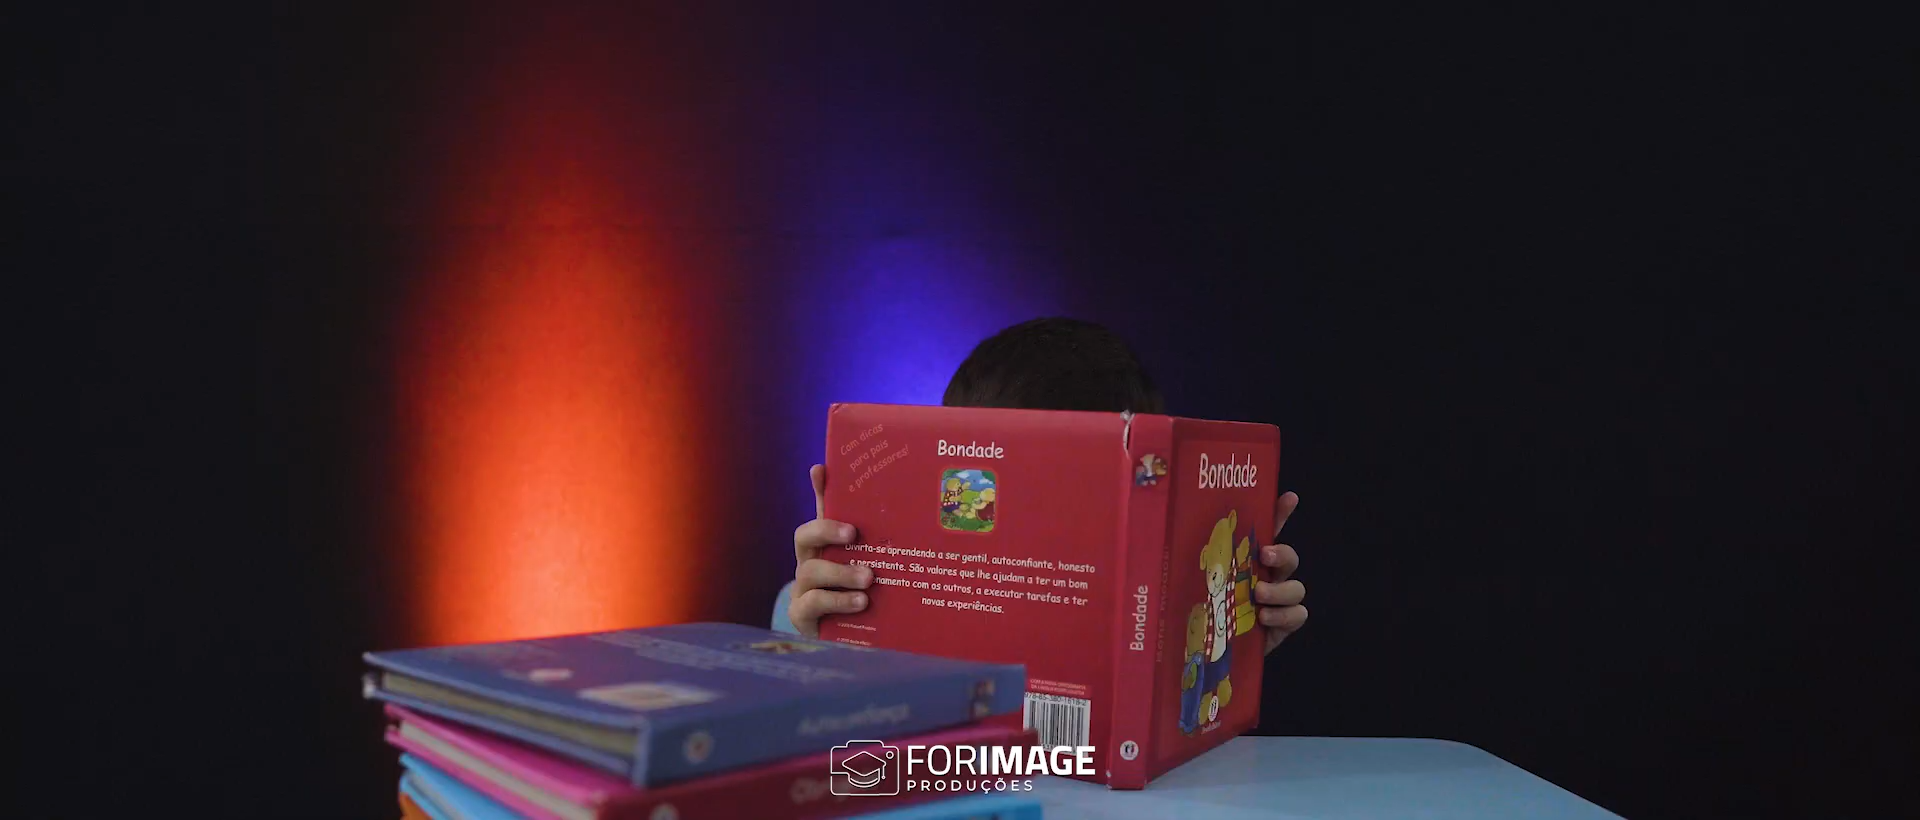 Com dicas
para pais
e professores!
Bondade
Divirta-se aprendendo a ser gentil, autoconfiante, honesto
e persistente. São valores que lhe ajudam a ter um bom
namento com os outros, a executar tarefas e ter
novas experiências.
Bondade
Bondade
Autoconfiança
FORIMAGE
PRODUÇÕES